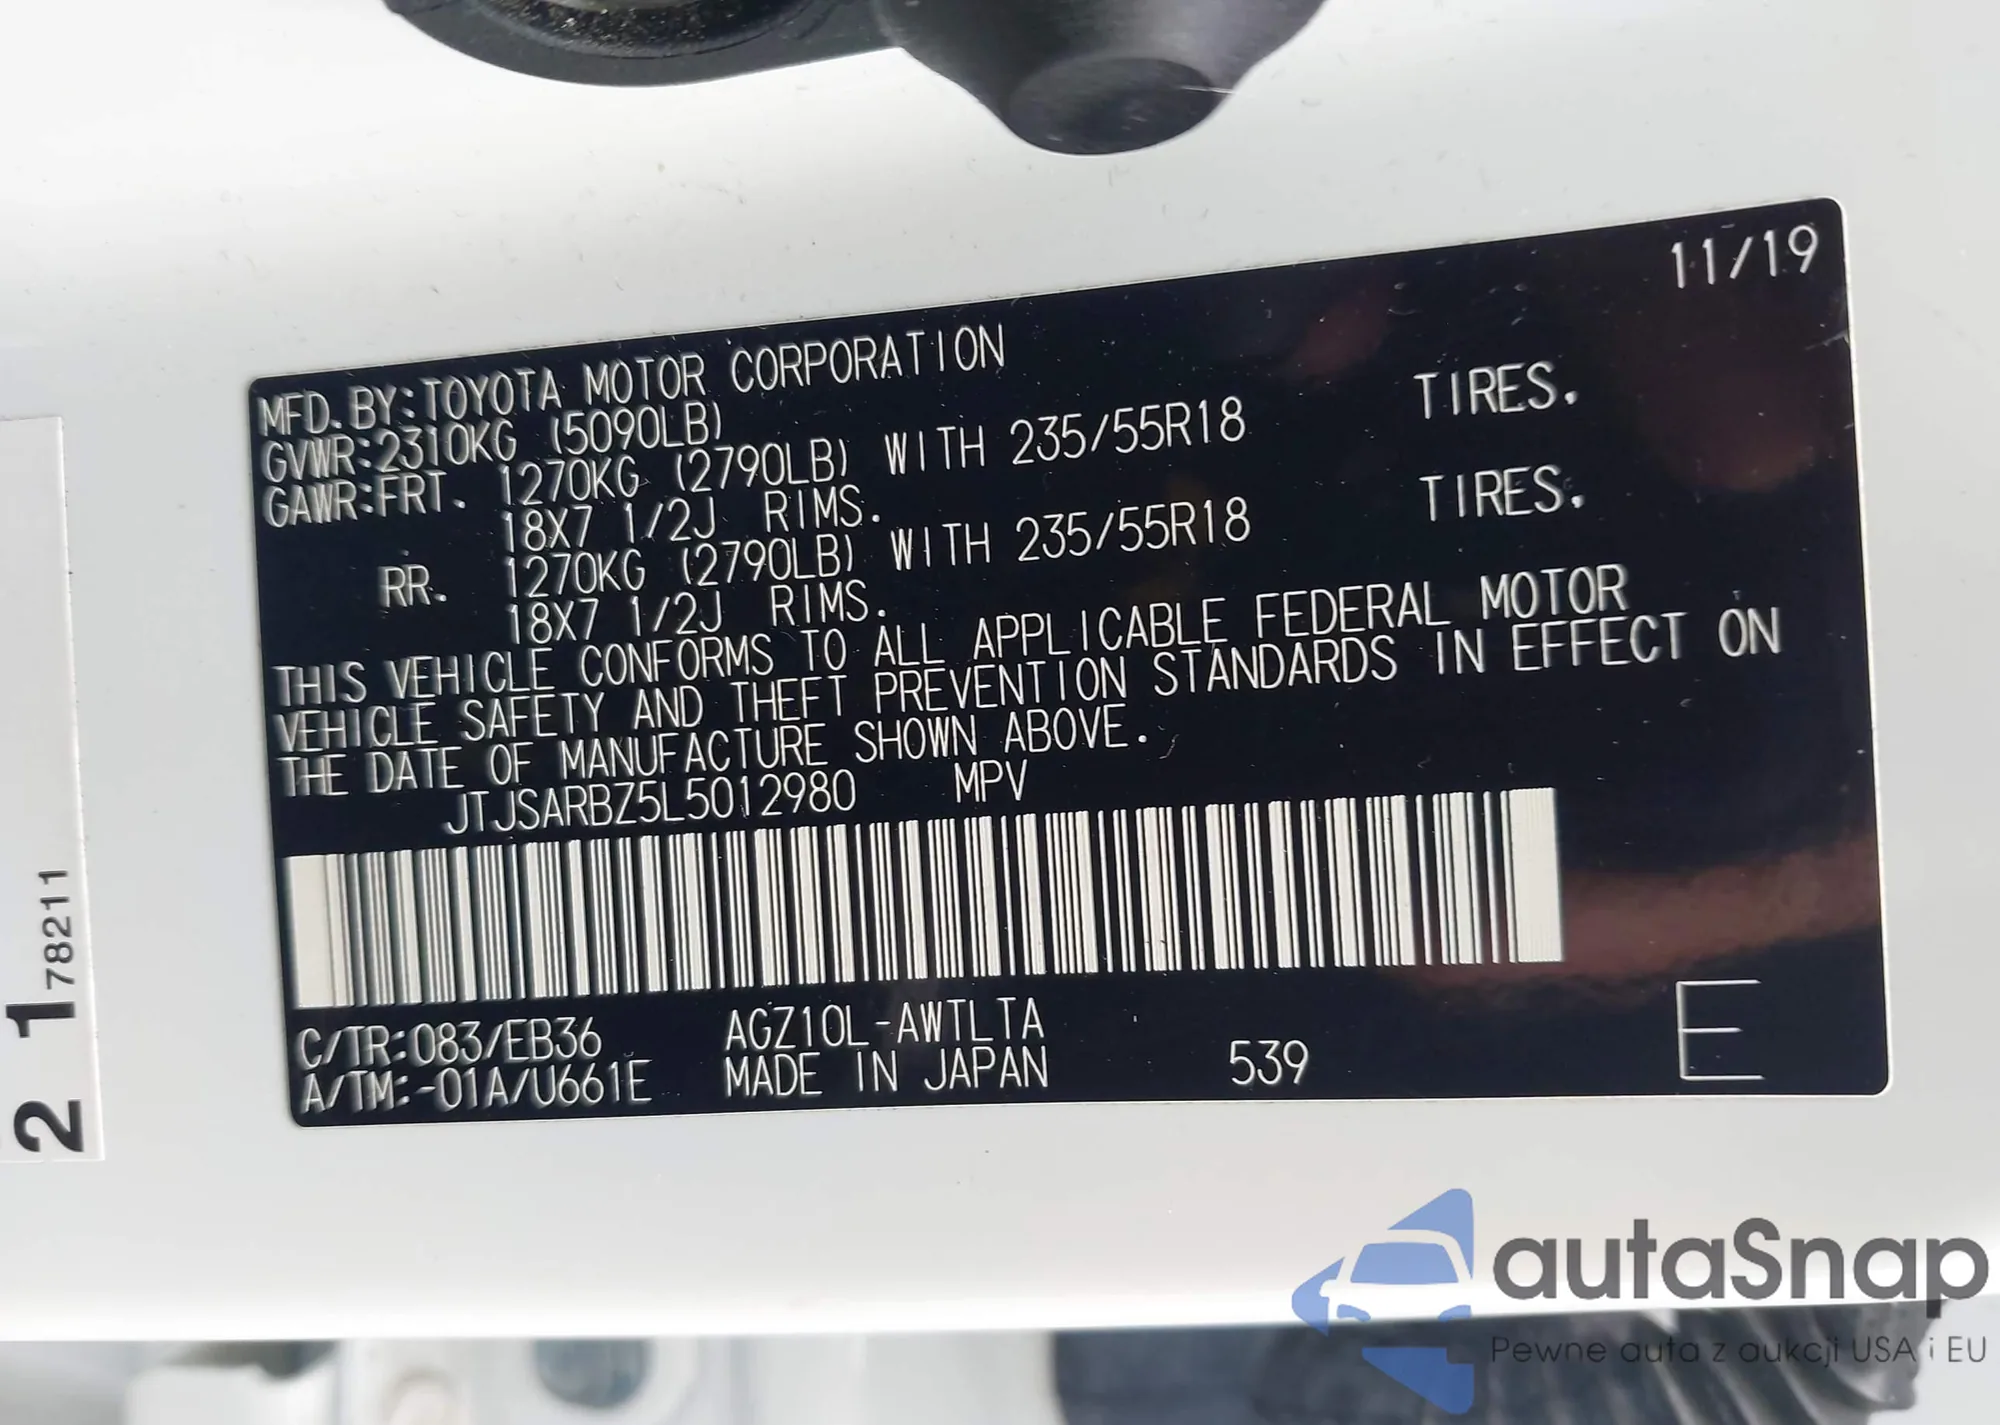 11/19
MFD. BY:TOYOTA MOTOR CORPORATION
GVWR:2310KG (5090LB)
GAWR:FRT. 1270KG (2790LB) WITH 235/55R18 TIRES.
18X7 1/2J RIMS.
RR. 1270KG (2790LB) WITH 235/55R18 TIRES.
18X7 1/2J RIMS.
THIS VEHICLE CONFORMS TO ALL APPLICABLE FEDERAL MOTOR
VEHICLE SAFETY AND THEFT PREVENTION STANDARDS IN EFFECT ON
THE DATE OF MANUFACTURE SHOWN ABOVE.
JTJSARBZ5L5012980 MPV
C/TR:083/EB36 AGZ10L-AWTLTA
A/TM:-01A/U661E MADE IN JAPAN 539 E
2 1 78211
autaSnap
Pewne auta z aukcji USA i EU